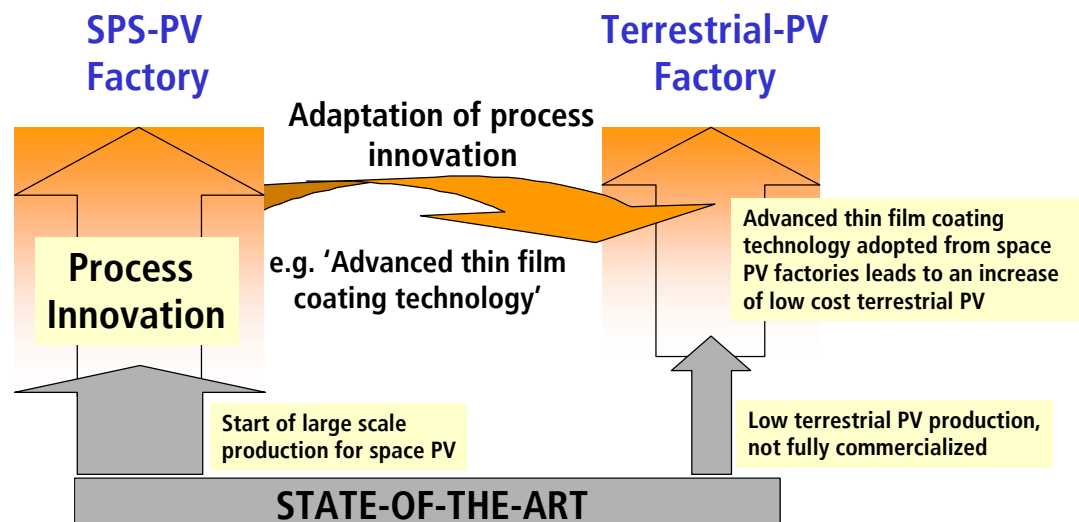 SPS-PV
Factory
Terrestrial-PV
Factory
Adaptation of process
innovation
Process
Innovation
e.g. ‘Advanced thin film
coating technology’
Advanced thin film coating
technology adopted from space
PV factories leads to an increase
of low cost terrestrial PV
Start of large scale
production for space PV
Low terrestrial PV production,
not fully commercialized
STATE-OF-THE-ART